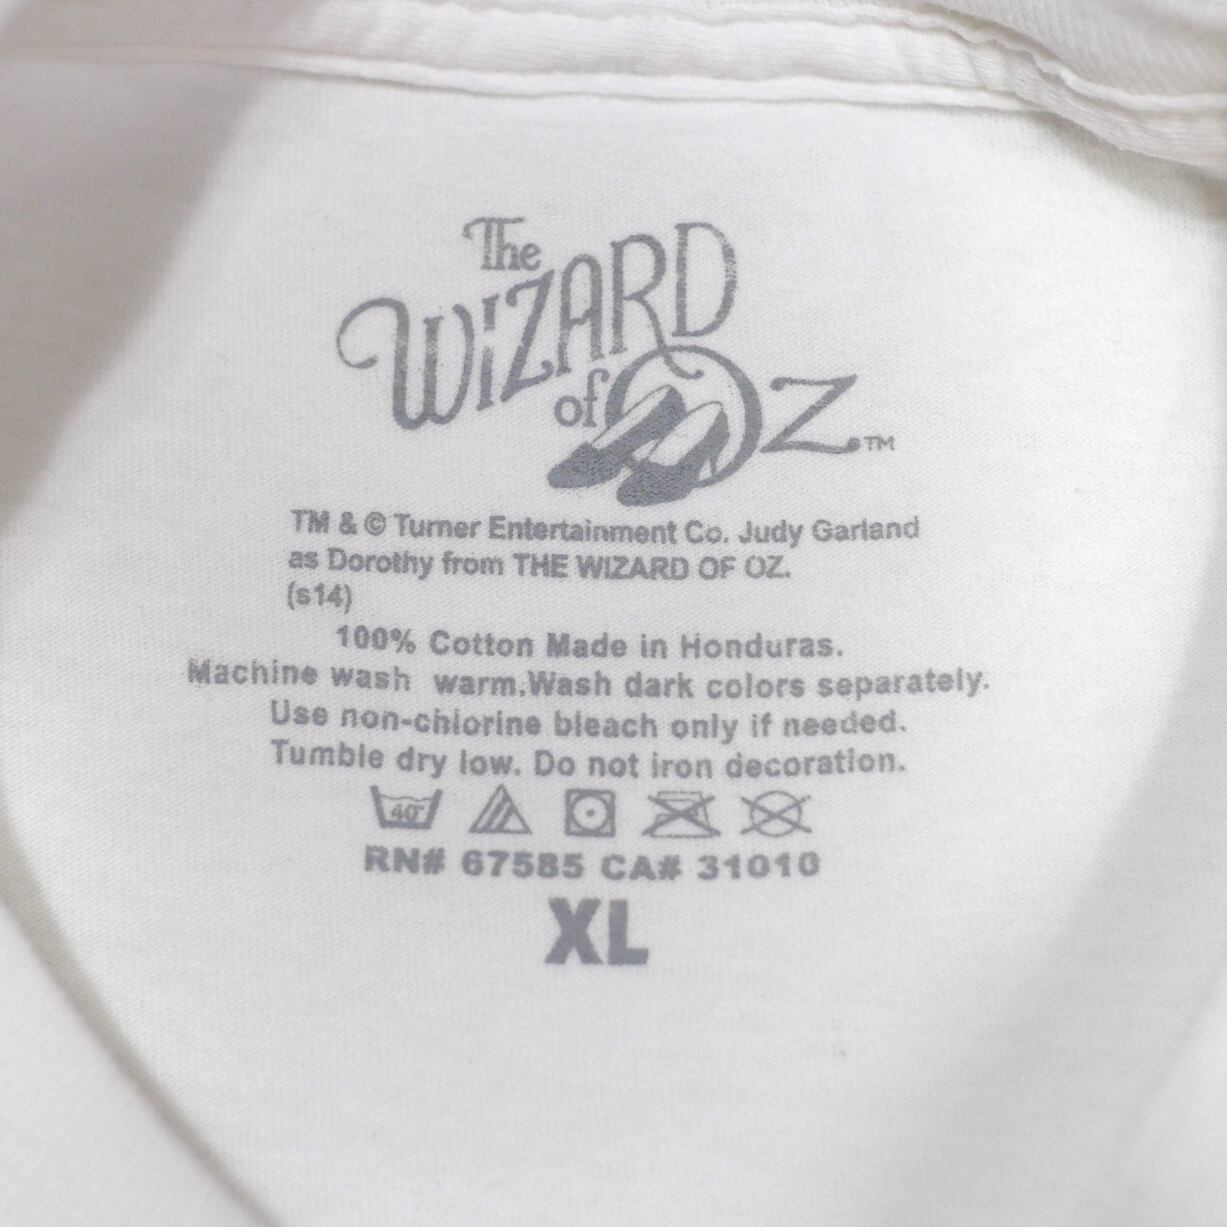 The
WIZARD
of OZ™
TM & © Turner Entertainment Co. Judy Garland
as Dorothy from THE WIZARD OF OZ.
(s14)
100% Cotton Made in Honduras.
Machine wash warm.Wash dark colors separately.
Use non-chlorine bleach only if needed.
Tumble dry low. Do not iron decoration.
40°
RN# 67585 CA# 31010
XL